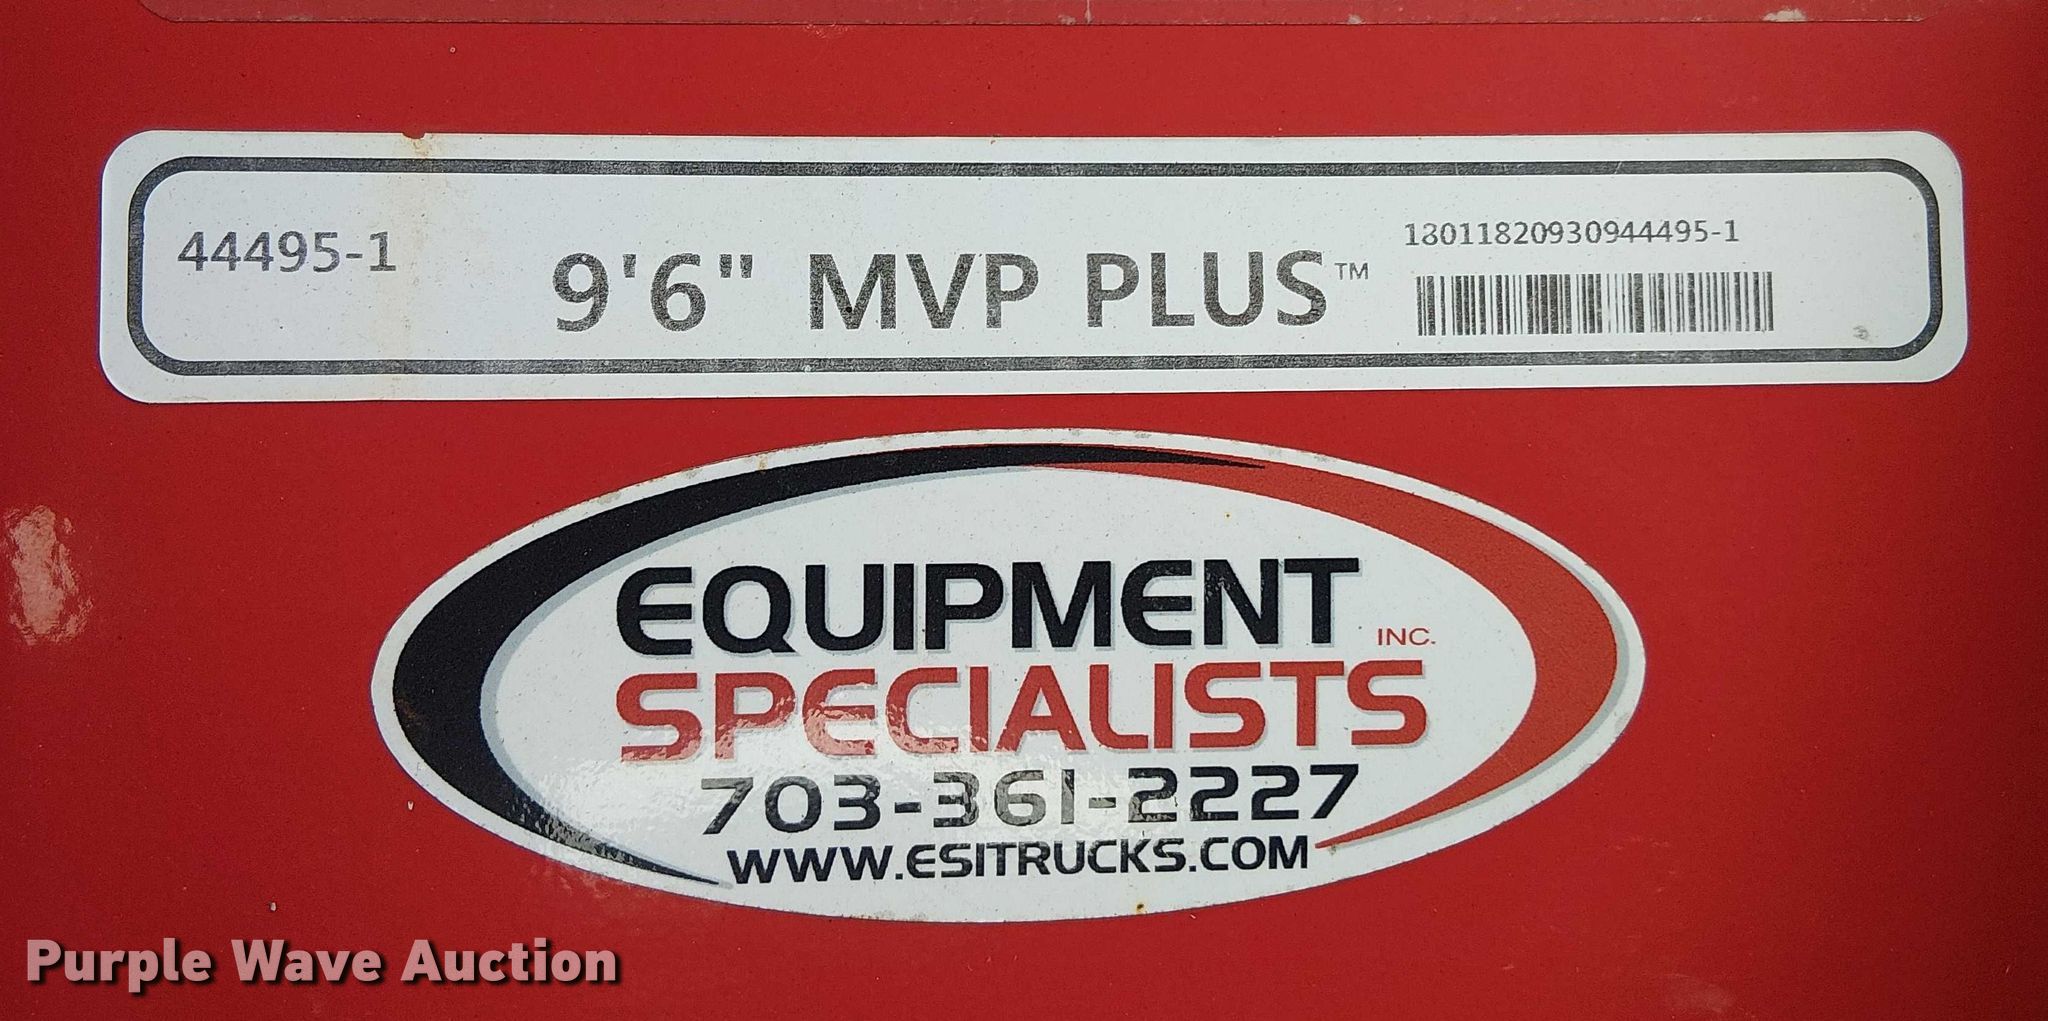 44495-1
9'6" MVP PLUS™
18011820930944495-1
EQUIPMENT INC.
SPECIALISTS
703-361-2227
WWW.ESITRUCKS.COM
Purple Wave Auction